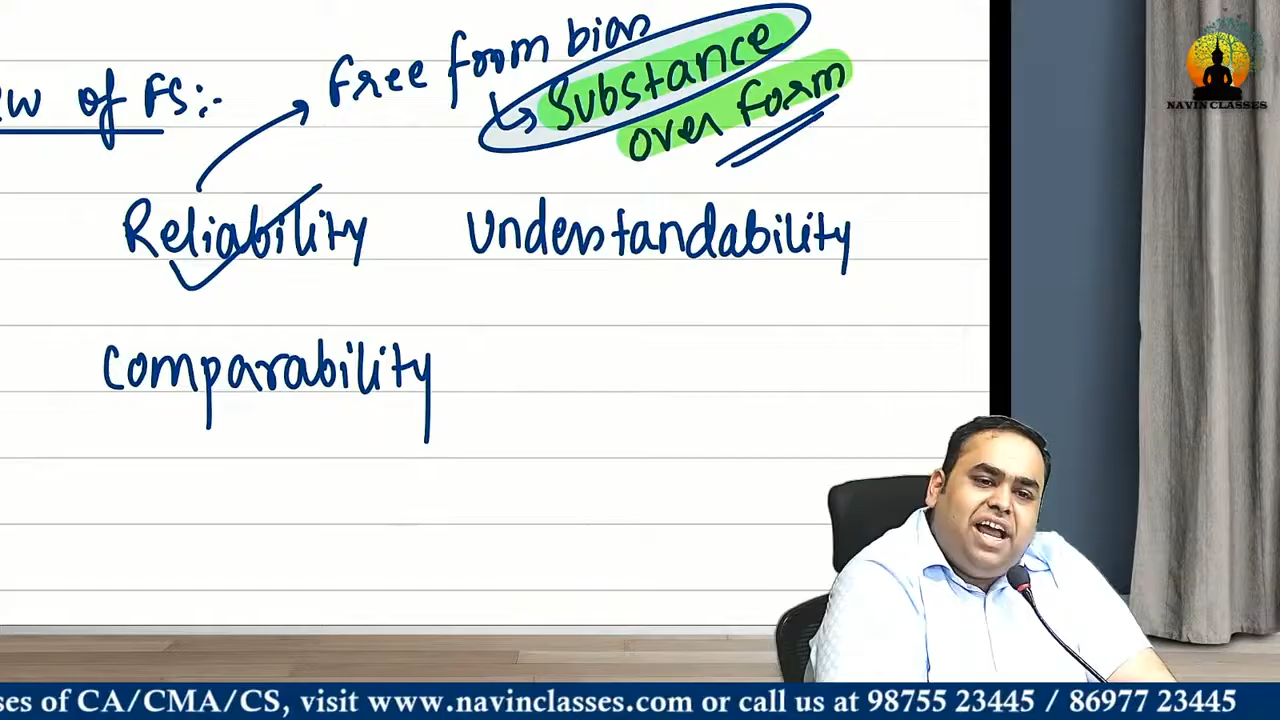 Free from bias
ew of FS:-
↳ Substance
over form
Reliability
Understandability
Comparability
NAVIN CLASSES
ses of CA/CMA/CS, visit www.navinclasses.com or call us at 98755 23445 / 86977 23445